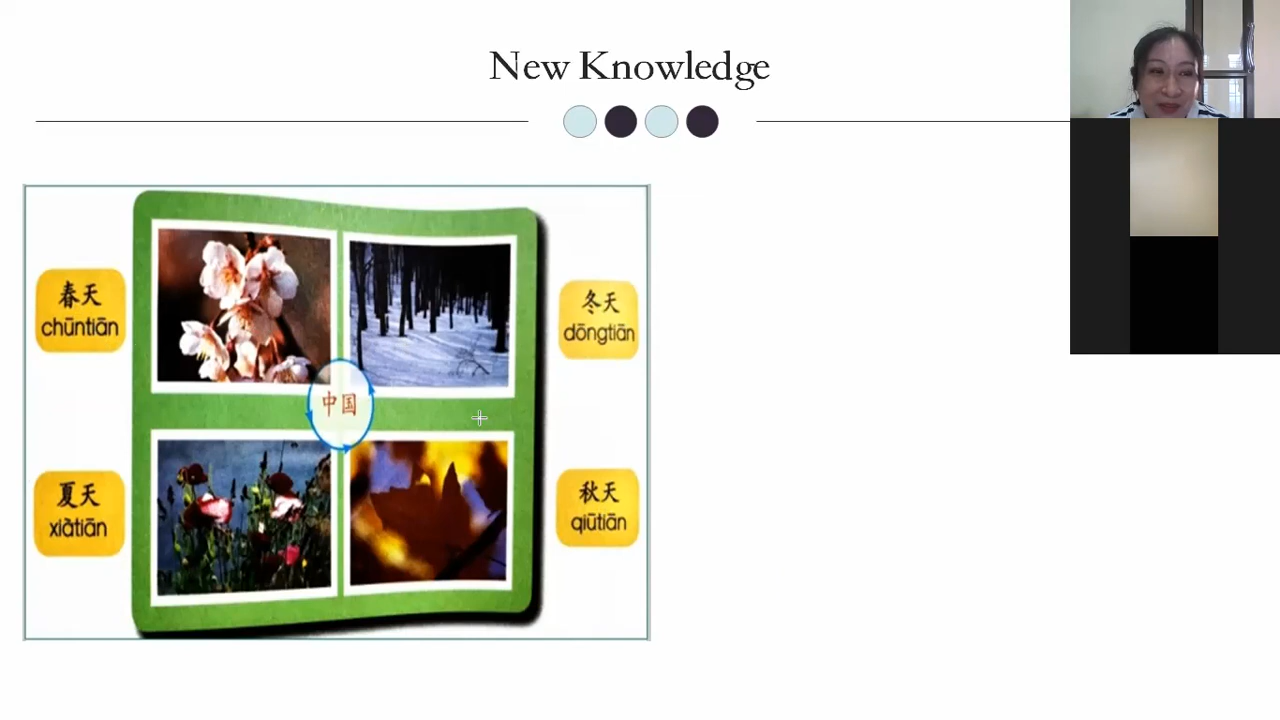 New Knowledge
春天
chūntiān
冬天
dōngtiān
中国
夏天
xiàtiān
秋天
qiūtiān